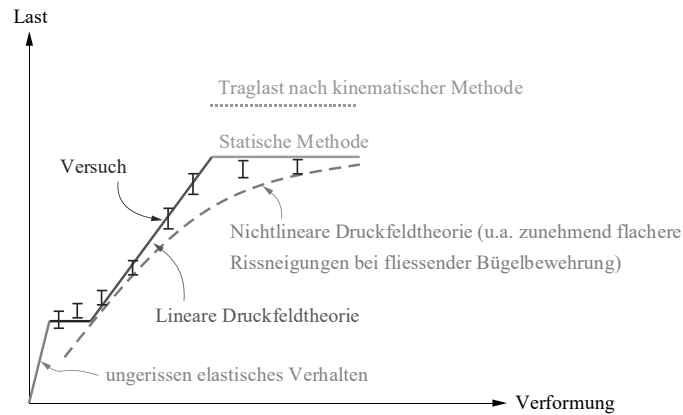 Last
Traglast nach kinematischer Methode
Statische Methode
Versuch
Nichtlineare Druckfeldtheorie (u.a. zunehmend flachere
Rissneigungen bei fliessender Bügelbewehrung)
Lineare Druckfeldtheorie
ungerissen elastisches Verhalten
Verformung